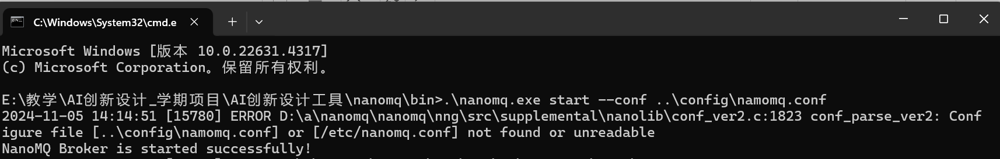 C:\Windows\System32\cmd.e
Microsoft Windows [版本 10.0.22631.4317]
(c) Microsoft Corporation。保留所有权利。
E:\教学\AI创新设计_学期项目\AI创新设计工具\nanomq\bin>.\nanomq.exe start --conf ..\config\namomq.conf
2024-11-05 14:14:51 [15780] ERROR D:\a\nanomq\nanomq\nng\src\supplemental\nanolib\conf_ver2.c:1823 conf_parse_ver2: Conf
igure file [..\config\namomq.conf] or [/etc/nanomq.conf] not found or unreadable
NanoMQ Broker is started successfully!